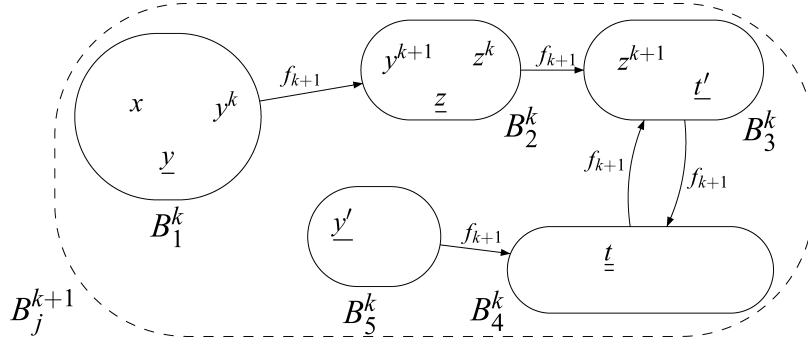 x y^k
y
B_1^k
f_{k+1}
y^{k+1} z^k
z
B_2^k
f_{k+1}
z^{k+1}
t'
B_3^k
f_{k+1} f_{k+1}
y'
B_5^k
f_{k+1}
t
B_4^k
B_j^{k+1}